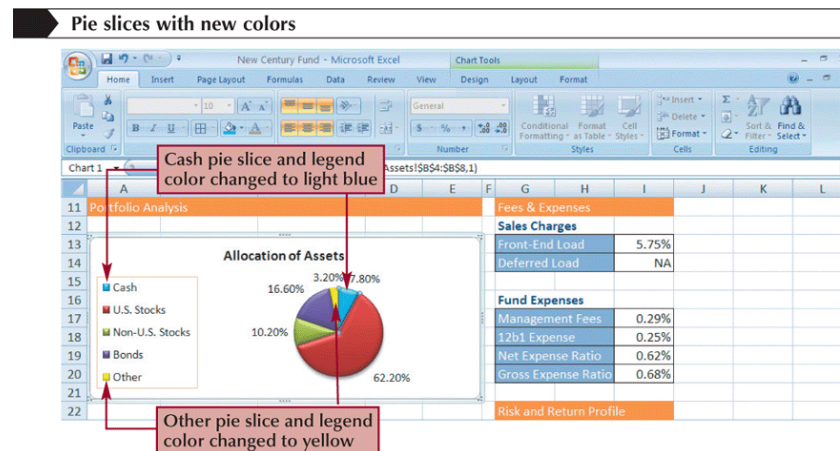 Pie slices with new colors
New Century Fund - Microsoft Excel
Chart Tools
Home Insert Page Layout Formulas Data Review View Design Layout Format
Paste
Clipboard
10 A A
B I U A
General
$ % , .00 .00
Number
Conditional Formatting as Table Cell
Formatting Format Styles
Styles
Insert
Delete
Format
Cells
Σ
Sort & Filter
Find & Select
Editing
Chart 1
Assets!$B$4:$B$8,1)
Cash pie slice and legend
color changed to light blue
A D E F G H I J K L
11 Portfolio Analysis Fees & Expenses
12 Sales Charges
13 Front-End Load 5.75%
14 Deferred Load NA
15
16 Fund Expenses
17 Management Fees 0.29%
18 12b1 Expense 0.25%
19 Net Expense Ratio 0.62%
20 Gross Expense Ratio 0.68%
21
22 Risk and Return Profile
Allocation of Assets
3.20% 7.80%
16.60%
10.20%
62.20%
Cash
U.S. Stocks
Non-U.S. Stocks
Bonds
Other
Other pie slice and legend
color changed to yellow